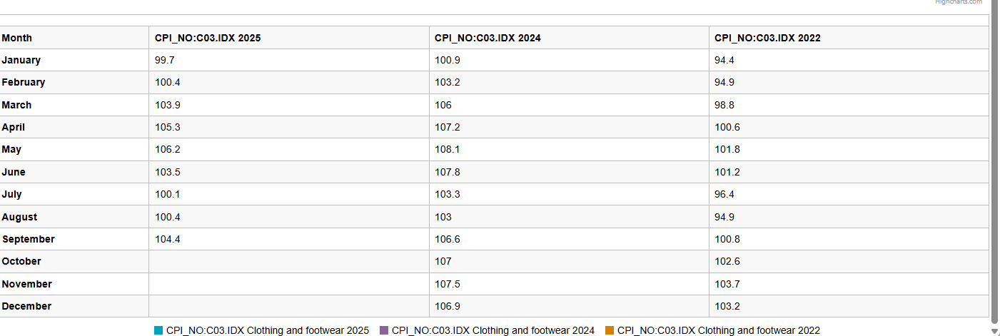 Highcharts.com
Month CPI_NO:C03.IDX 2025 CPI_NO:C03.IDX 2024 CPI_NO:C03.IDX 2022
January 99.7 100.9 94.4
February 100.4 103.2 94.9
March 103.9 106 98.8
April 105.3 107.2 100.6
May 106.2 108.1 101.8
June 103.5 107.8 101.2
July 100.1 103.3 96.4
August 100.4 103 94.9
September 104.4 106.6 100.8
October 107 102.6
November 107.5 103.7
December 106.9 103.2
CPI_NO:C03.IDX Clothing and footwear 2025 CPI_NO:C03.IDX Clothing and footwear 2024 CPI_NO:C03.IDX Clothing and footwear 2022